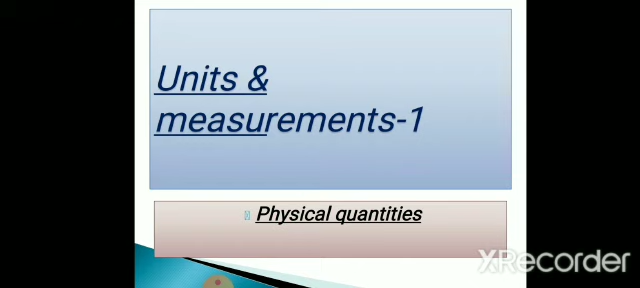 Units &
measurements-1
Physical quantities
XRecorder